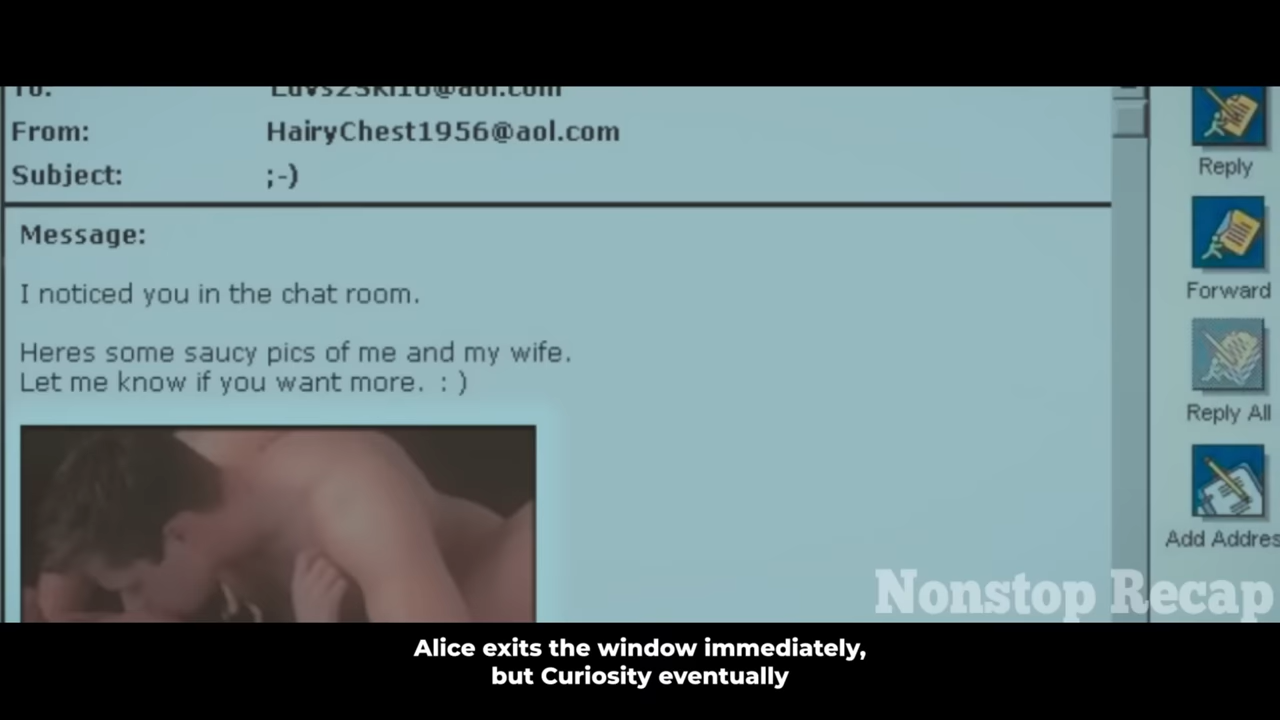 From: HairyChest1956@aol.com
Reply
Subject: ;-)
Message:
I noticed you in the chat room.
Forward
Heres some saucy pics of me and my wife.
Let me know if you want more. : )
Reply All
Add Addres
Nonstop Recap
Alice exits the window immediately,
but Curiosity eventually